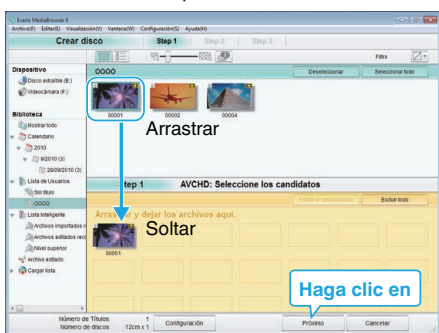 Everio MediaBrowser 4
Archivo(F) Editar(E) Visualización(V) Ventana(W) Configuración(S) Ayuda(H)
Crear disco Step 1 Step 2 Step 3
Filtro
Dispositivo
Disco extraíble (E:)
Videocámara (F:)
Biblioteca
Mostrar todo
Calendario
2010
9/2010 (3)
28/09/2010 (3)
Lista de Usuarios
Sin título
0000
Lista Inteligente
Archivos importados r
Archivos editados reci
Nivel superior
Archivo editado
Cargar lista
0000 Deseleccionar Seleccionar todo
00001 00002 00004
Arrastrar
Step 1 AVCHD: Seleccione los candidatos
Excluir lo seleccionado Excluir todo
Arrastrar y dejar los archivos aquí.
Soltar
00001
Haga clic en
Número de Títulos: 1
Número de discos: 12cm x 1
Configuración Próximo Cancelar